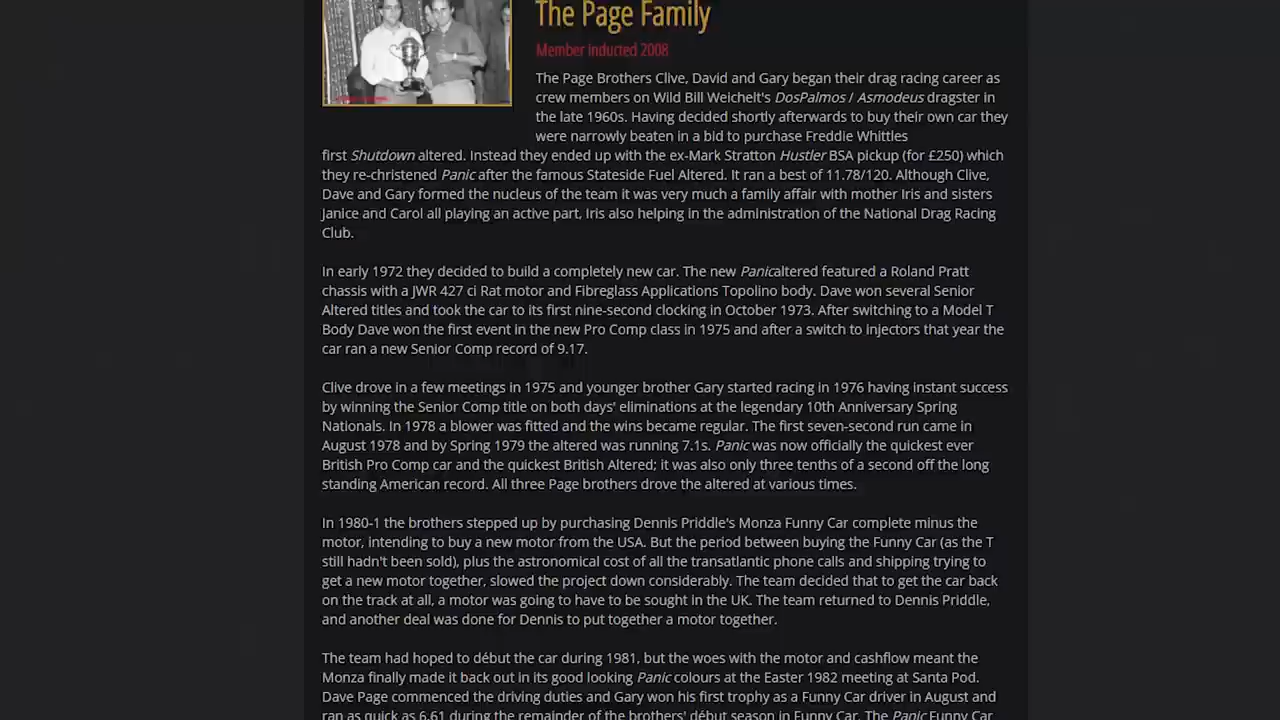 The Page Family
Member inducted 2008
The Page Brothers Clive, David and Gary began their drag racing career as
crew members on Wild Bill Weichelt's DosPalmos / Asmodeus dragster in
the late 1960s. Having decided shortly afterwards to buy their own car they
were narrowly beaten in a bid to purchase Freddie Whittles
first Shutdown altered. Instead they ended up with the ex-Mark Stratton Hustler BSA pickup (for £250) which
they re-christened Panic after the famous Stateside Fuel Altered. It ran a best of 11.78/120. Although Clive,
Dave and Gary formed the nucleus of the team it was very much a family affair with mother Iris and sisters
Janice and Carol all playing an active part, Iris also helping in the administration of the National Drag Racing
Club.
In early 1972 they decided to build a completely new car. The new Panicaltered featured a Roland Pratt
chassis with a JWR 427 ci Rat motor and Fibreglass Applications Topolino body. Dave won several Senior
Altered titles and took the car to its first nine-second clocking in October 1973. After switching to a Model T
Body Dave won the first event in the new Pro Comp class in 1975 and after a switch to injectors that year the
car ran a new Senior Comp record of 9.17.
Clive drove in a few meetings in 1975 and younger brother Gary started racing in 1976 having instant success
by winning the Senior Comp title on both days' eliminations at the legendary 10th Anniversary Spring
Nationals. In 1978 a blower was fitted and the wins became regular. The first seven-second run came in
August 1978 and by Spring 1979 the altered was running 7.1s. Panic was now officially the quickest ever
British Pro Comp car and the quickest British Altered; it was also only three tenths of a second off the long
standing American record. All three Page brothers drove the altered at various times.
In 1980-1 the brothers stepped up by purchasing Dennis Priddle's Monza Funny Car complete minus the
motor, intending to buy a new motor from the USA. But the period between buying the Funny Car (as the T
still hadn't been sold), plus the astronomical cost of all the transatlantic phone calls and shipping trying to
get a new motor together, slowed the project down considerably. The team decided that to get the car back
on the track at all, a motor was going to have to be sought in the UK. The team returned to Dennis Priddle,
and another deal was done for Dennis to put together a motor together.
The team had hoped to début the car during 1981, but the woes with the motor and cashflow meant the
Monza finally made it back out in its good looking Panic colours at the Easter 1982 meeting at Santa Pod.
Dave Page commenced the driving duties and Gary won his first trophy as a Funny Car driver in August and
ran as quick as 6.61 during the remainder of the brothers' début season in Funny Car. The Panic Funny Car